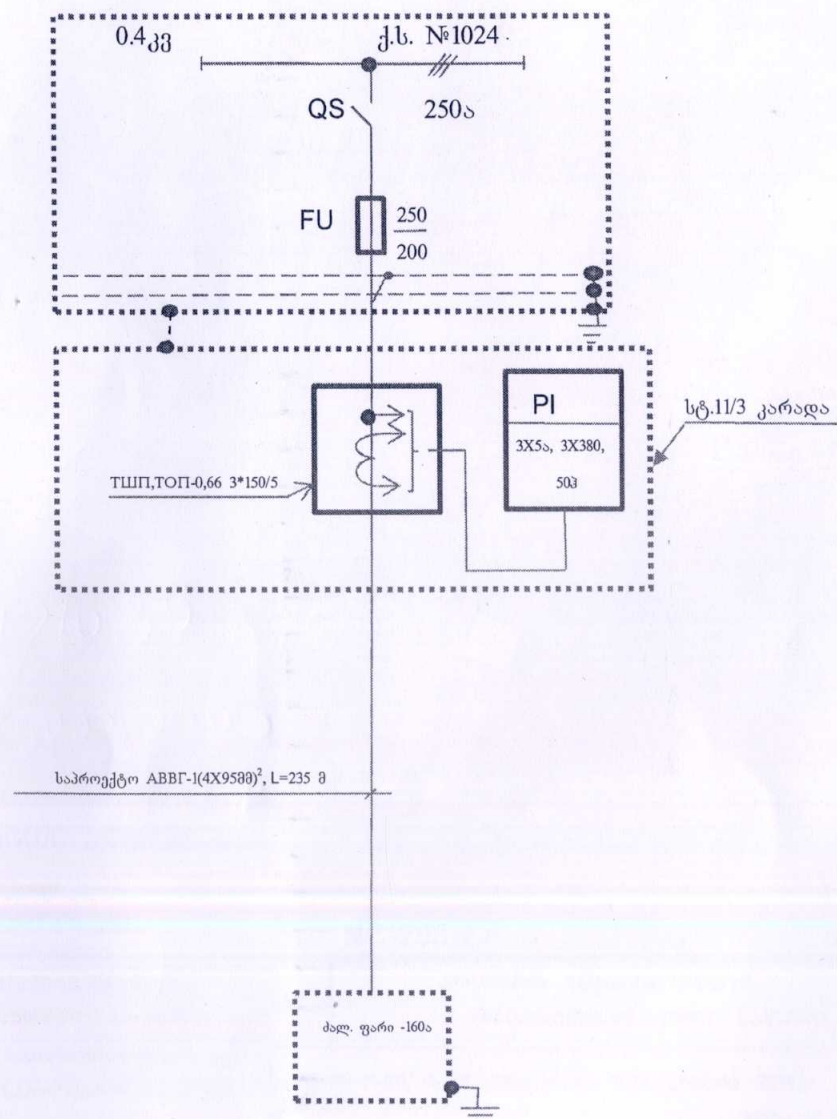 0.4კვ ქ.ს. №1024.
QS 250ა
FU 250
200
PI
სტ.11/3 კარადა
3X5ა, 3X380,
50ჰ
ТШП,ТОП-0,66 3*150/5
საპროექტო АВВГ-1(4X95მმ)², L=235 მ
ძალ. ფარი -160ა